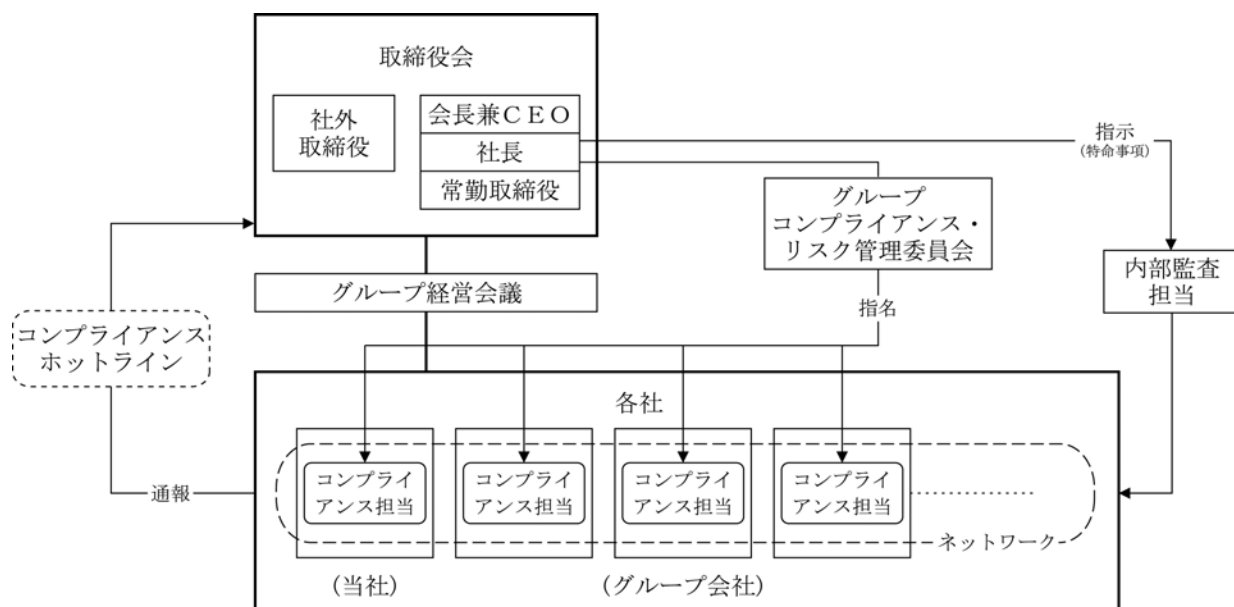 取締役会
社外
取締役
会長兼CEO
社長
常勤取締役
指示
(特命事項)
グループ
コンプライアンス・
リスク管理委員会
内部監査
担当
グループ経営会議
指名
コンプライアンス
ホットライン
各社
コンプライ
アンス担当
コンプライ
アンス担当
コンプライ
アンス担当
コンプライ
アンス担当
通報
ネットワーク
(当社)
(グループ会社)